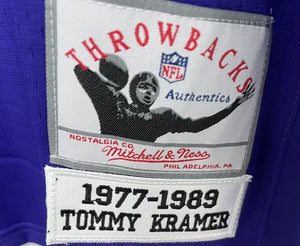 THROWBACKS
NFL
Authentics
NOSTALGIA CO.
Mitchell & Ness
PHILADELPHIA, PA
1977-1989
TOMMY KRAMER